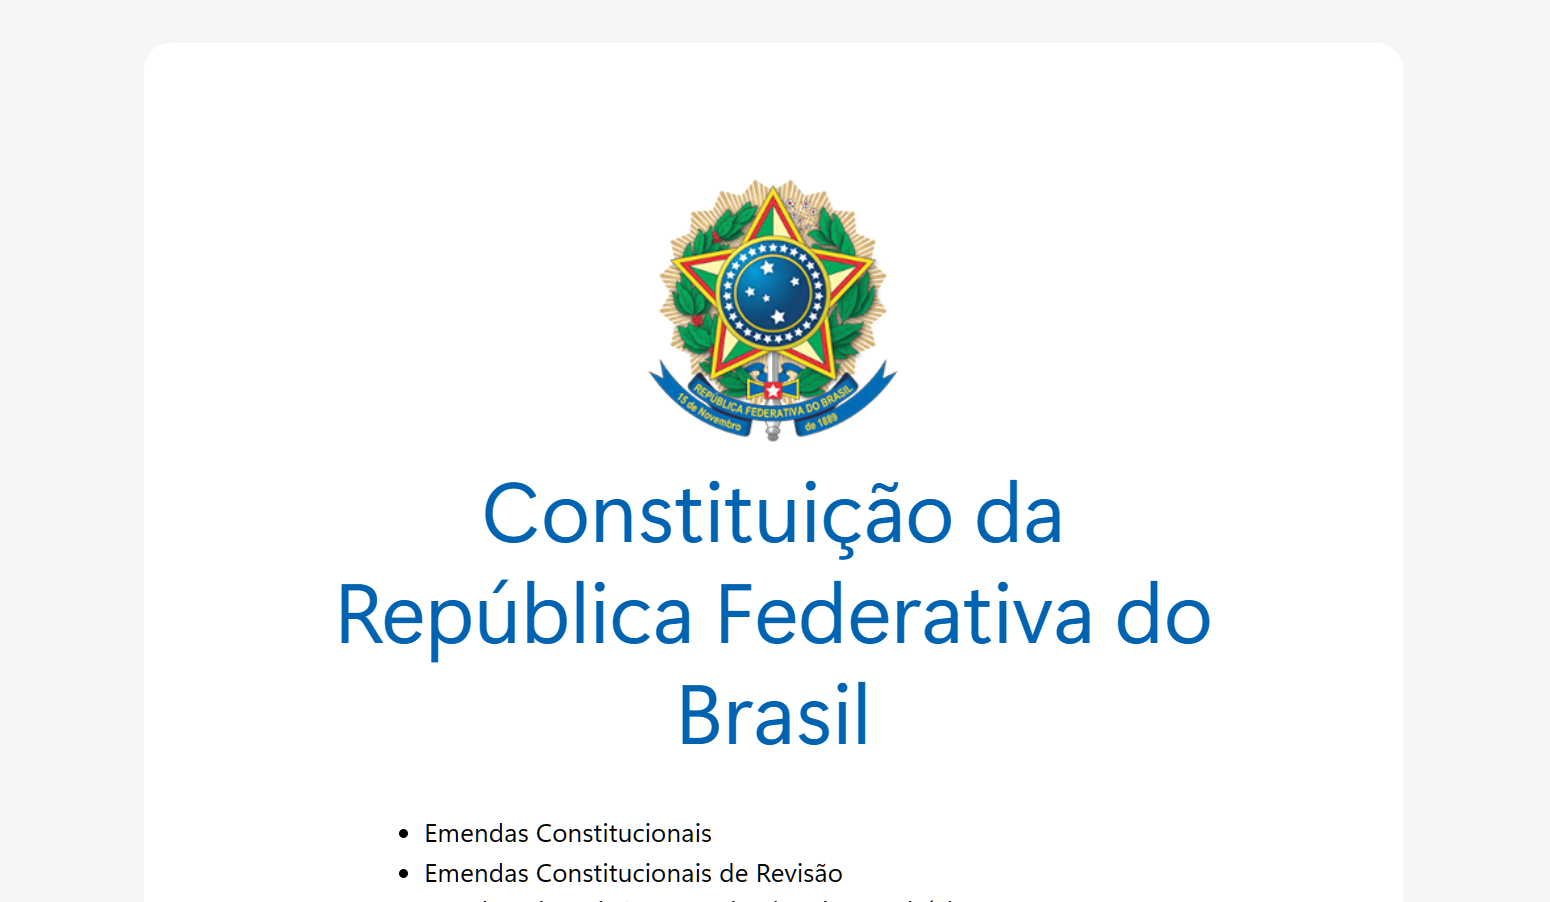 REPÚBLICA FEDERATIVA DO BRASIL
15 de Novembro de 1889
Constituição da
República Federativa do
Brasil
Emendas Constitucionais
Emendas Constitucionais de Revisão